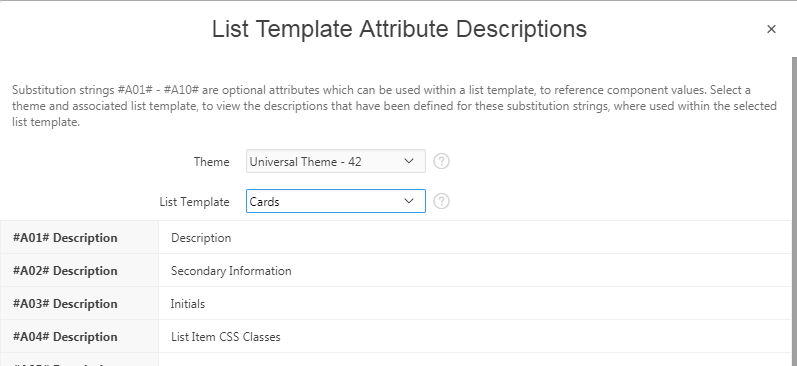 List Template Attribute Descriptions
×
Substitution strings #A01# - #A10# are optional attributes which can be used within a list template, to reference component values. Select a
theme and associated list template, to view the descriptions that have been defined for these substitution strings, where used within the selected
list template.
Theme Universal Theme - 42 ?
List Template Cards ?
#A01# Description Description
#A02# Description Secondary Information
#A03# Description Initials
#A04# Description List Item CSS Classes